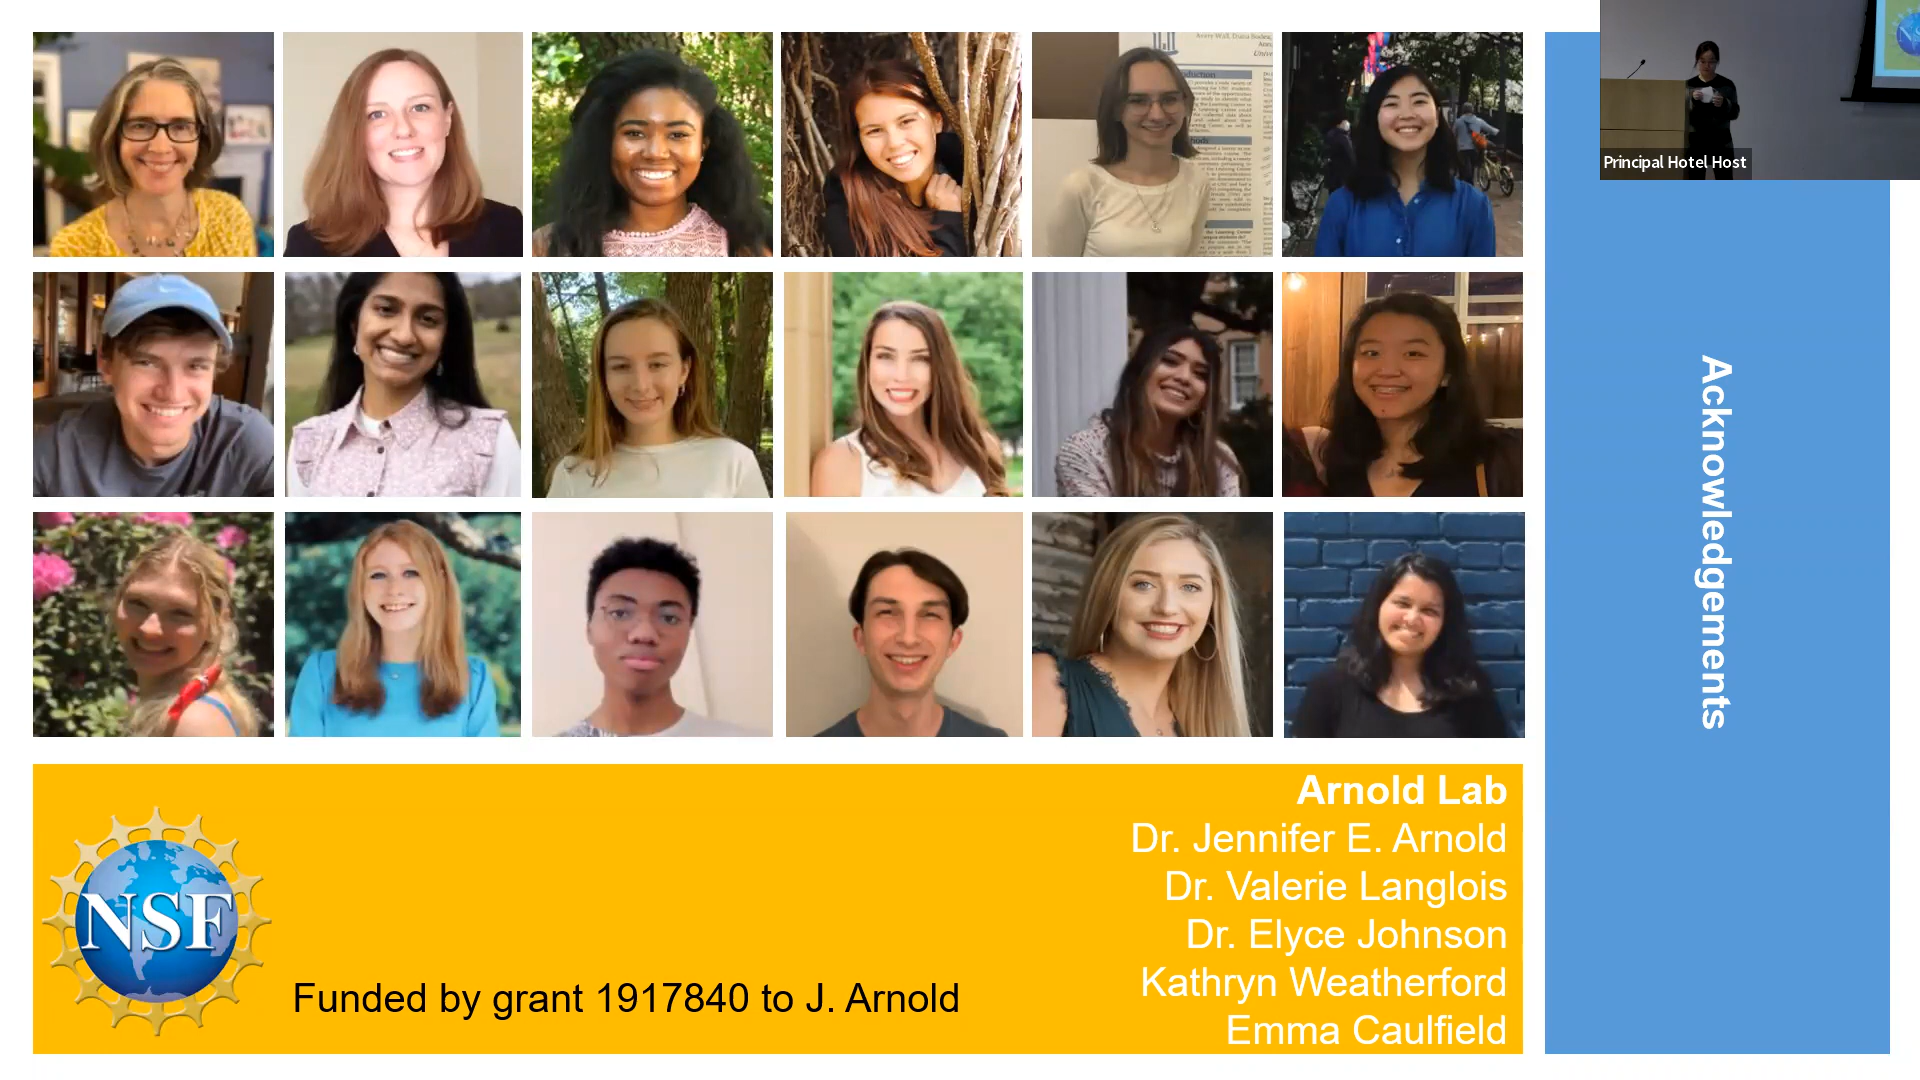 Principal Hotel Host
Acknowledgements
Arnold Lab
Dr. Jennifer E. Arnold
Dr. Valerie Langlois
Dr. Elyce Johnson
Kathryn Weatherford
Emma Caulfield
NSF
Funded by grant 1917840 to J. Arnold